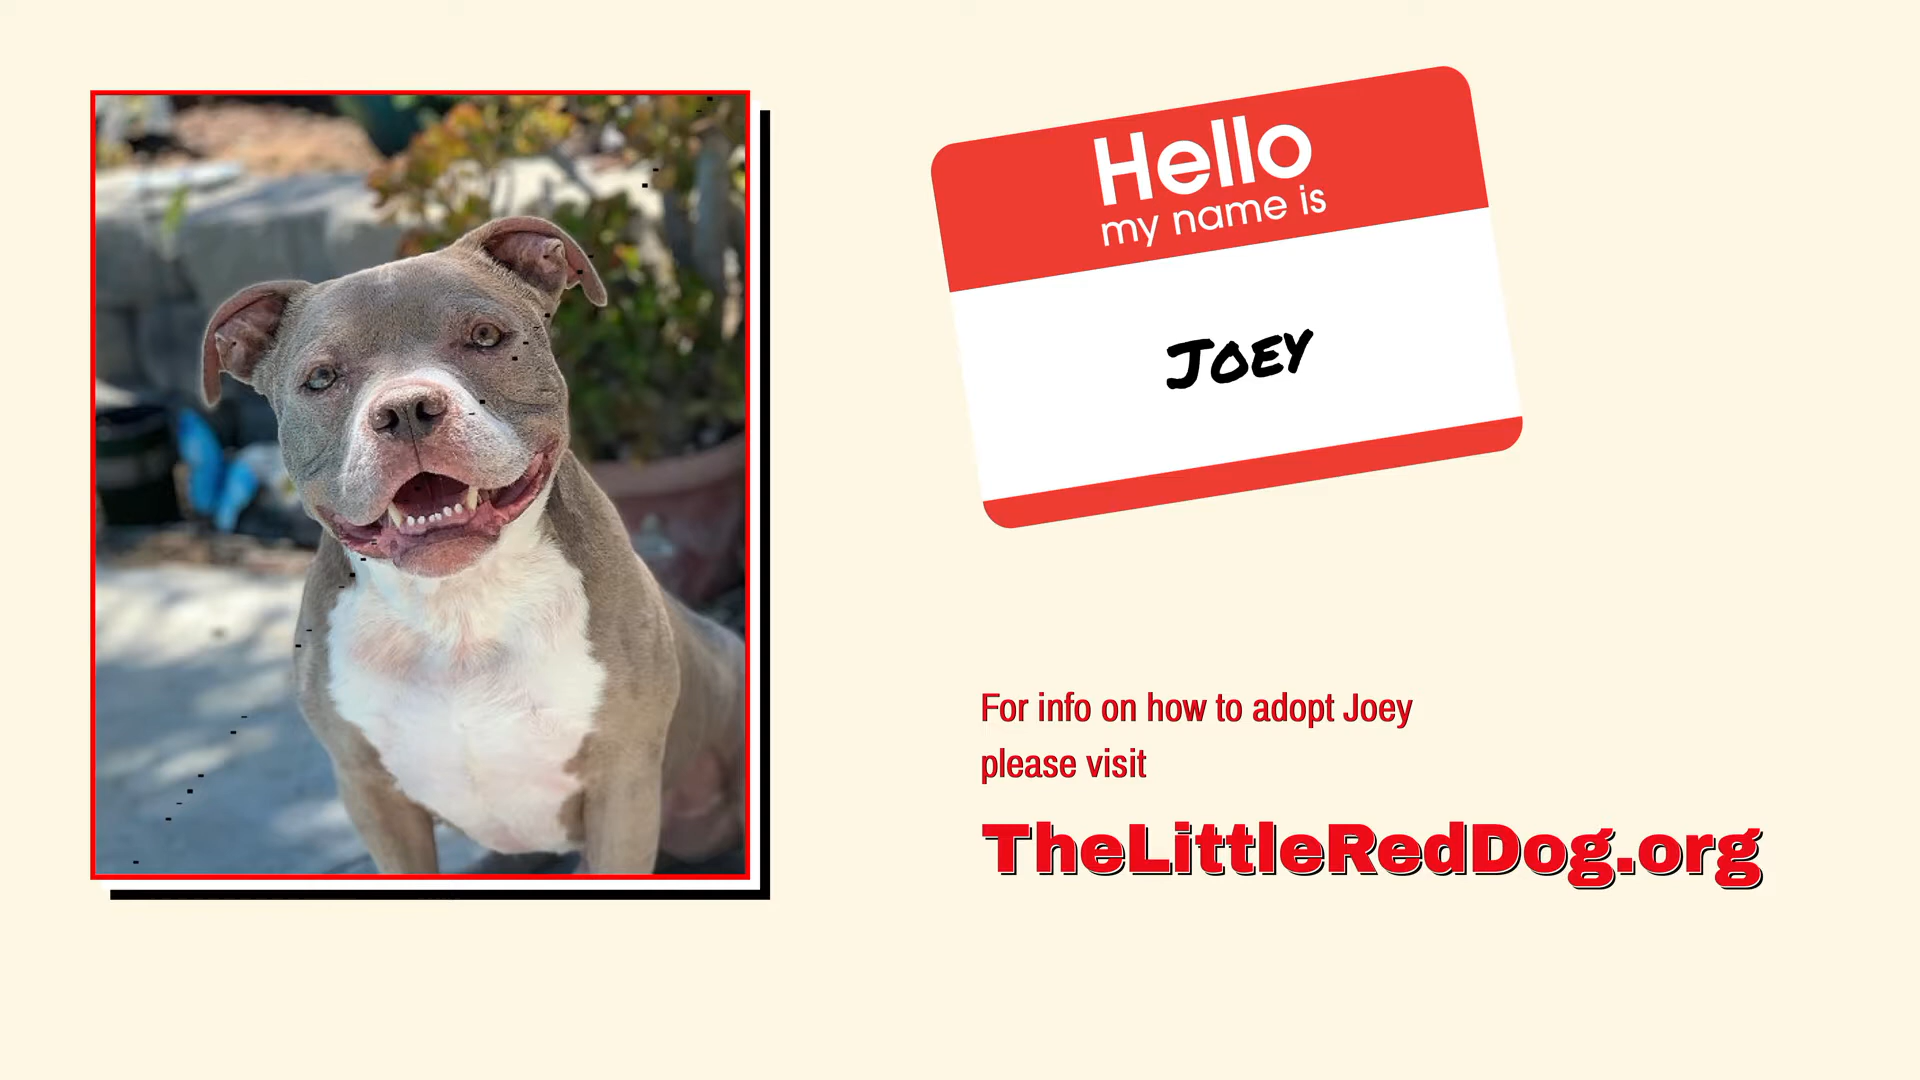 Hello
my name is
JOEY
For info on how to adopt Joey
please visit
TheLittleRedDog.org